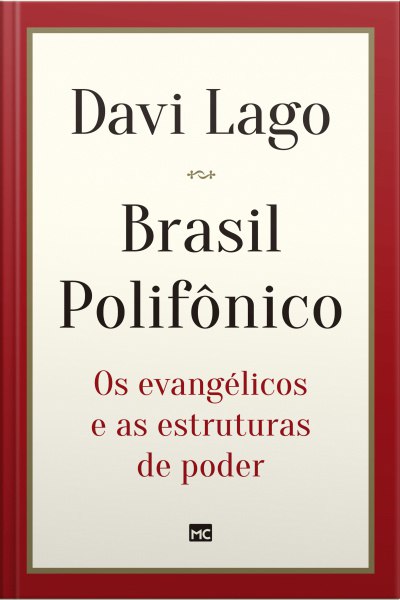 Davi Lago
Brasil
Polifônico
Os evangélicos
e as estruturas
de poder
MC